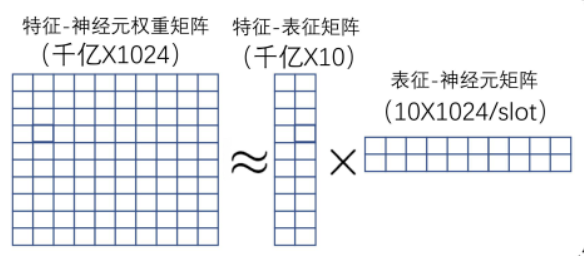 特征-神经元权重矩阵
（千亿X1024）
≈
特征-表征矩阵
（千亿X10）
×
表征-神经元矩阵
（10X1024/slot）